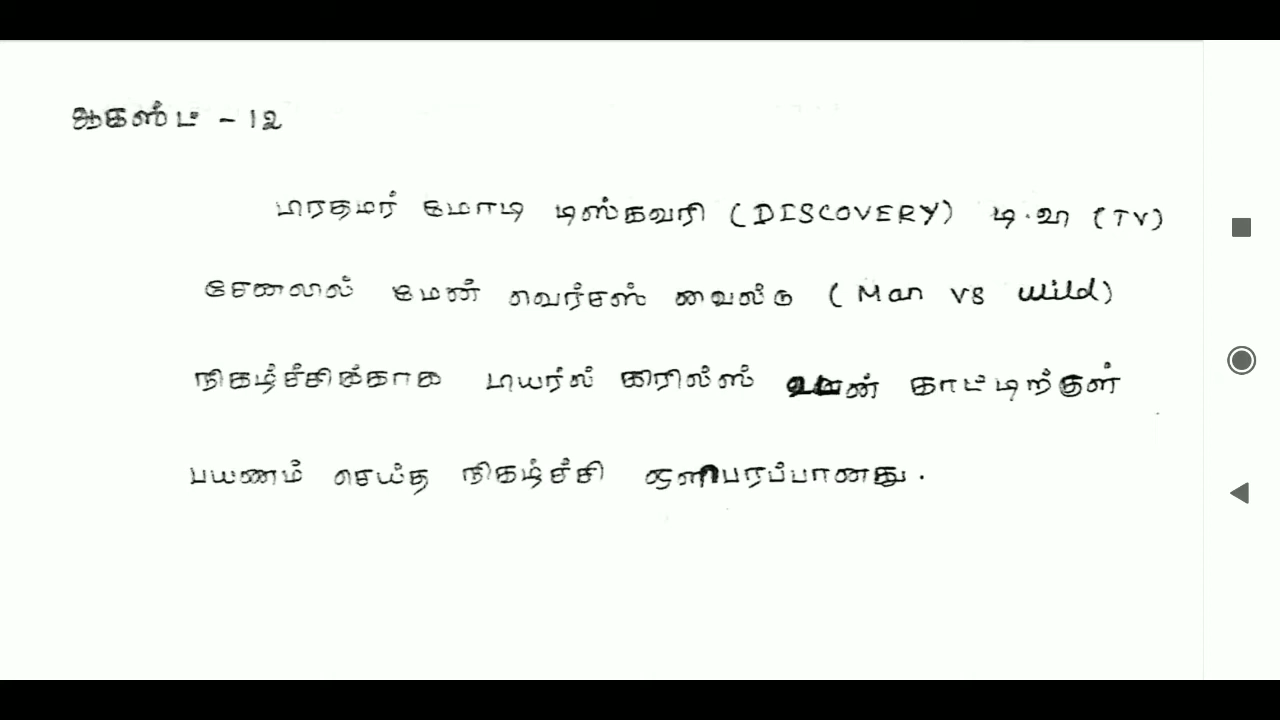 ஆகஸ்ட் - 12
பிரதமர் மோடி டிஸ்கவரி (DISCOVERY) டி.வி (TV)
சேனலில் மேன் வெர்சஸ் வைல்டு (Man vs Wild)
நிகழ்ச்சிக்காக பியர்ல் கிரில்ஸ் உடன் காட்டிற்குள்
பயணம் செய்த நிகழ்ச்சி ஒளிபரப்பானது.